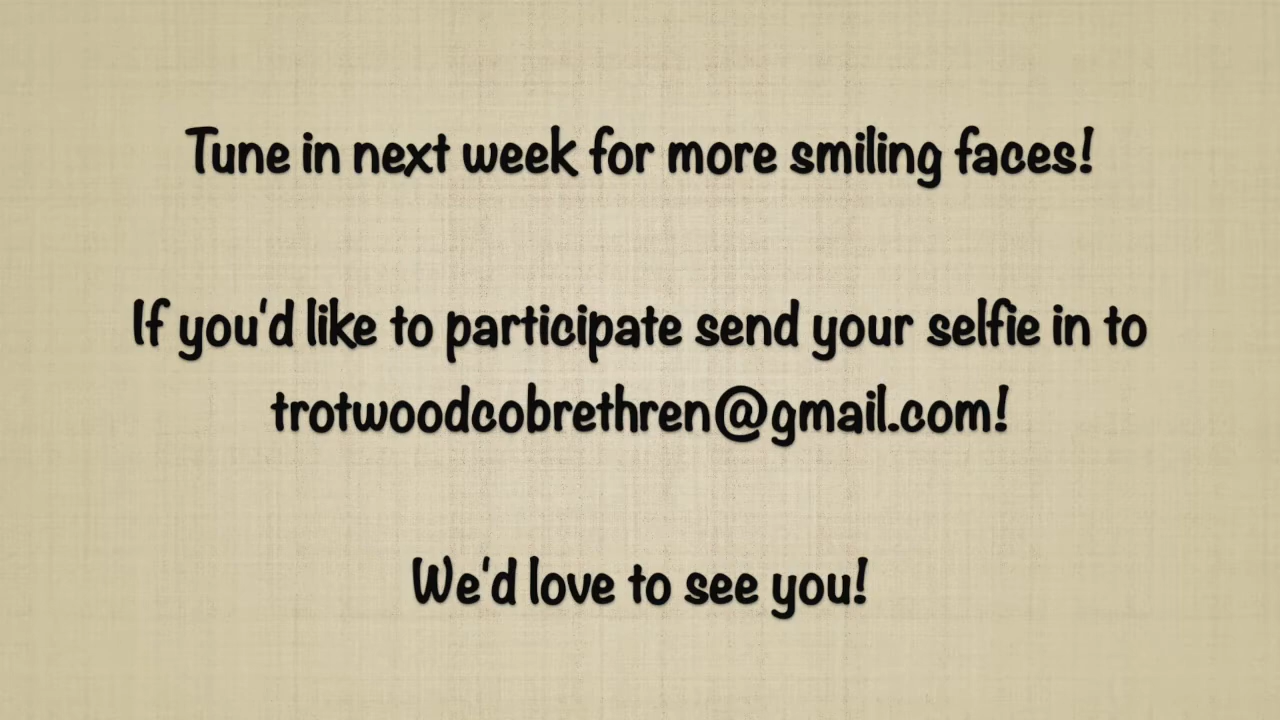 Tune in next week for more smiling faces!
If you'd like to participate send your selfie in to
trotwoodcobrethren@gmail.com!
We'd love to see you!